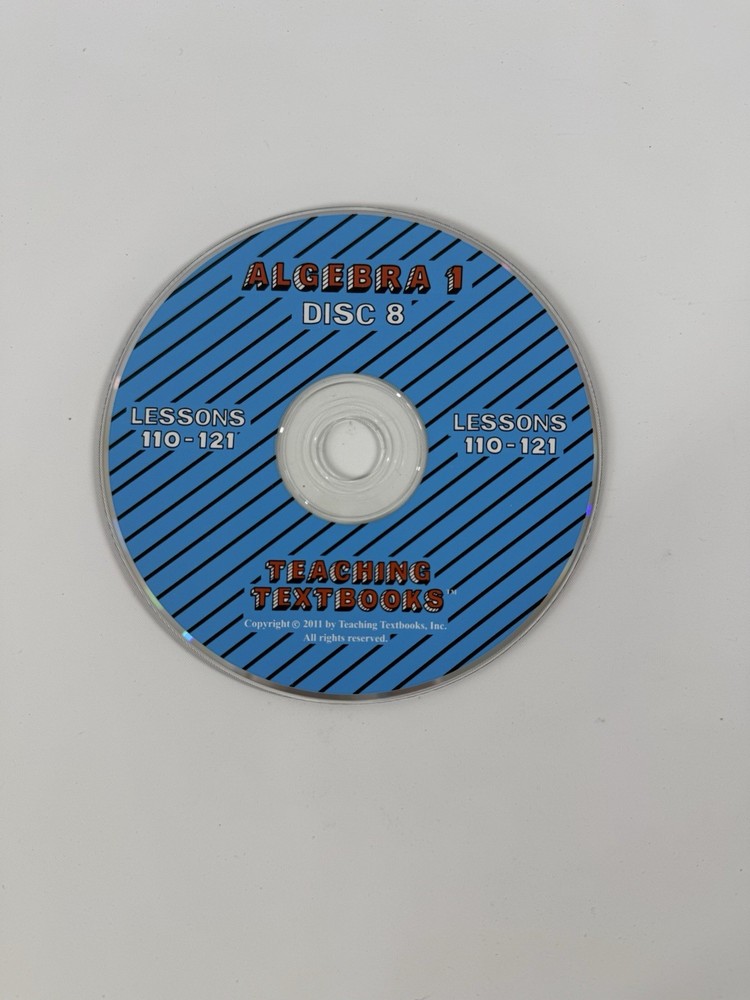 ALGEBRA 1
DISC 8
LESSONS
110-121
LESSONS
110-121
TEACHING
TEXTBOOKS™
Copyright © 2011 by Teaching Textbooks, Inc.
All rights reserved.